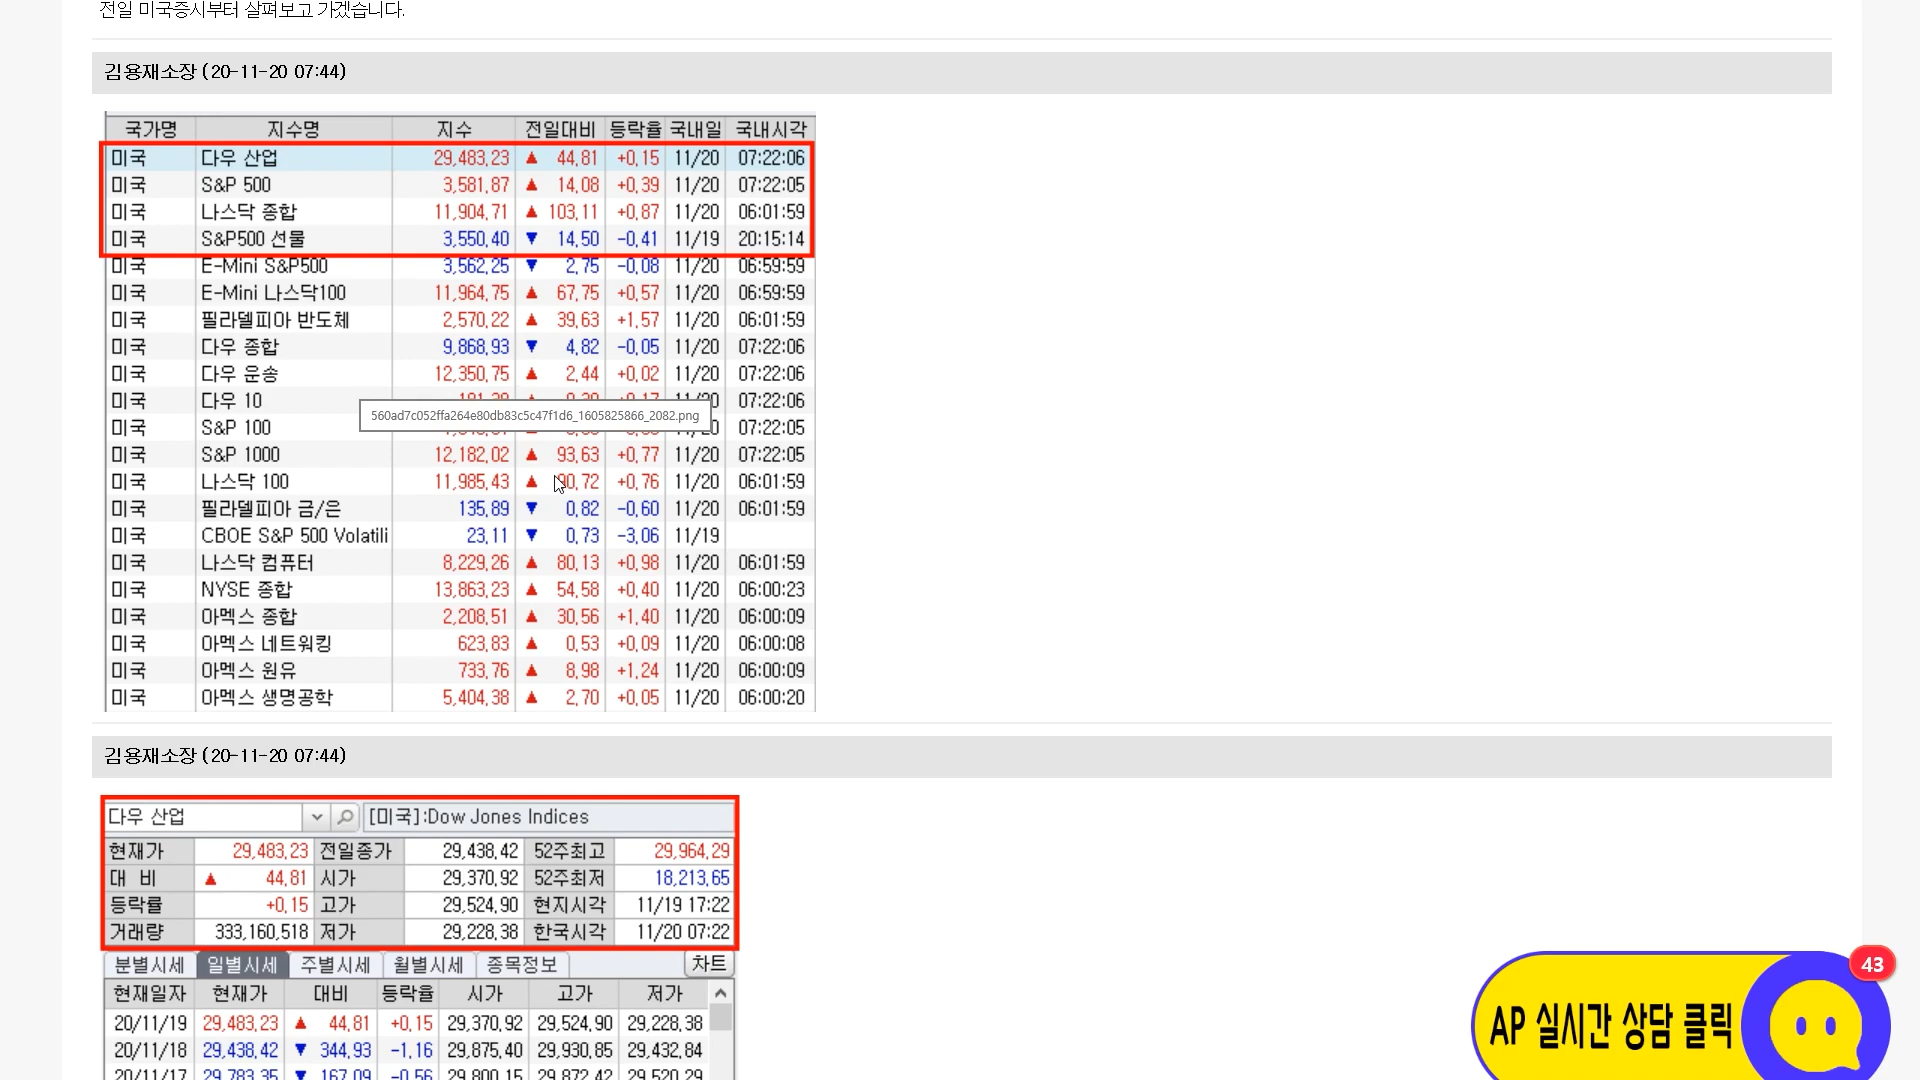 전일 미국증시부터 살펴보고 가겠습니다.
김용재소장 (20-11-20 07:44)
국가명 지수명 지수 전일대비 등락율 국내일 국내시각
미국 다우 산업 29,483,23 ▲ 44,81 +0,15 11/20 07:22:06
미국 S&P 500 3,581,87 ▲ 14,08 +0,39 11/20 07:22:05
미국 나스닥 종합 11,904,71 ▲ 103,11 +0,87 11/20 06:01:59
미국 S&P500 선물 3,550,40 ▼ 14,50 -0,41 11/19 20:15:14
미국 E-Mini S&P500 3,562,25 ▼ 2,75 -0,08 11/20 06:59:59
미국 E-Mini 나스닥100 11,964,75 ▲ 67,75 +0,57 11/20 06:59:59
미국 필라델피아 반도체 2,570,22 ▲ 39,63 +1,57 11/20 06:01:59
미국 다우 종합 9,868,93 ▼ 4,82 -0,05 11/20 07:22:06
미국 다우 운송 12,350,75 ▲ 2,44 +0,02 11/20 07:22:06
미국 다우 10 07:22:06
560ad7c052ffa264e80db83c5c47f1d6_1605825866_2082.png
미국 S&P 100 07:22:05
미국 S&P 1000 12,182,02 ▲ 93,63 +0,77 11/20 07:22:05
미국 나스닥 100 11,985,43 ▲ 90,72 +0,76 11/20 06:01:59
미국 필라델피아 금/은 135,89 ▼ 0,82 -0,60 11/20 06:01:59
미국 CBOE S&P 500 Volatili 23,11 ▼ 0,73 -3,06 11/19
미국 나스닥 컴퓨터 8,229,26 ▲ 80,13 +0,98 11/20 06:01:59
미국 NYSE 종합 13,863,23 ▲ 54,58 +0,40 11/20 06:00:23
미국 아멕스 종합 2,208,51 ▲ 30,56 +1,40 11/20 06:00:09
미국 아멕스 네트워킹 623,83 ▲ 0,53 +0,09 11/20 06:00:08
미국 아멕스 원유 733,76 ▲ 8,98 +1,24 11/20 06:00:09
미국 아멕스 생명공학 5,404,38 ▲ 2,70 +0,05 11/20 06:00:20
김용재소장 (20-11-20 07:44)
다우 산업 [미국]:Dow Jones Indices
현재가 29,483,23 전일종가 29,438,42 52주최고 29,964,29
대 비 ▲ 44,81 시가 29,370,92 52주최저 18,213,65
등락률 +0,15 고가 29,524,90 현지시각 11/19 17:22
거래량 333,160,518 저가 29,228,38 한국시각 11/20 07:22
분별시세 일별시세 주별시세 월별시세 종목정보 차트
현재일자 현재가 대비 등락율 시가 고가 저가
20/11/19 29,483,23 ▲ 44,81 +0,15 29,370,92 29,524,90 29,228,38
20/11/18 29,438,42 ▼ 344,93 -1,16 29,875,40 29,930,85 29,432,84
20/11/17 29,783,35 ▼ 167,09 -0,56 29,800,15 29,872,42 29,520,29
43
AP 실시간 상담 클릭